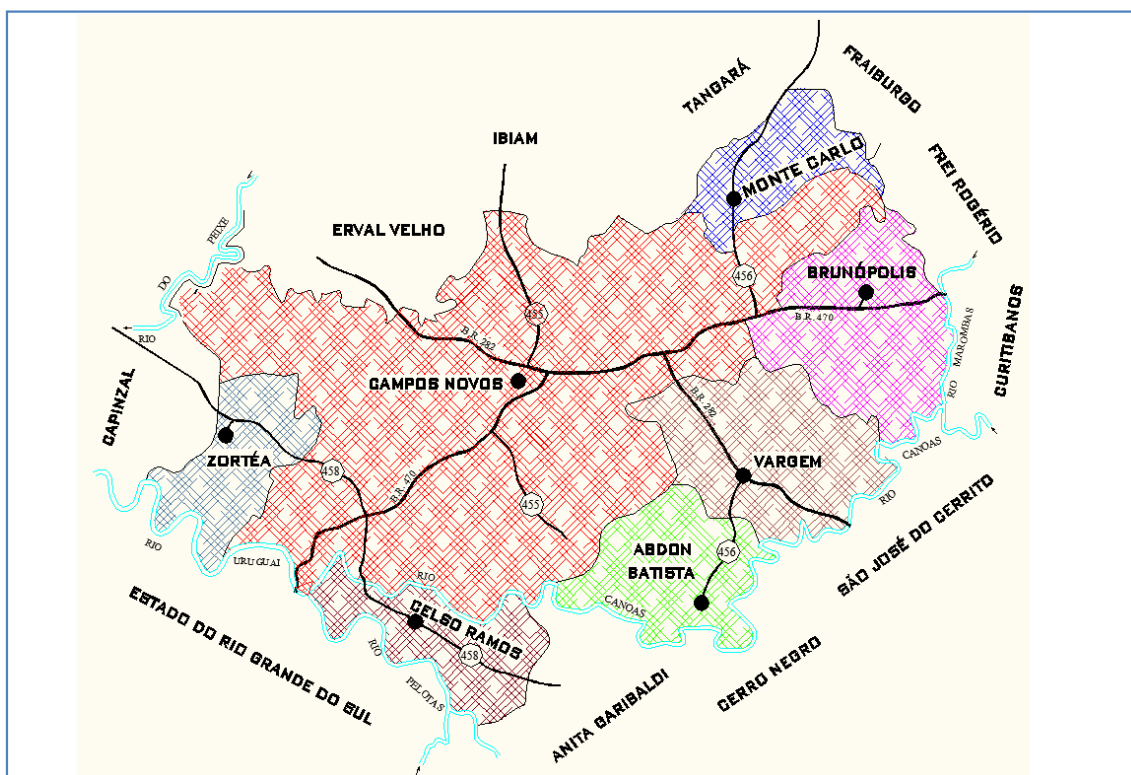 FRAIBURGO
TANGARÁ
IBIAM
MONTE CARLO
FREI ROGÉRIO
ERVAL VELHO
PEIXE
DO
RIO
456
BRUNÓPOLIS
455
B.R. 282
B.R. 470
MAROMBAS
RIO
CURITIBANOS
CAMPOS NOVOS
CAPINZAL
B.R. 282
CANOAS
RIO
ZORTÉA
458
B.R. 470
VARGEM
455
SÃO JOSÉ DO CERRITO
RIO
URUGUAI
456
ABDON
BATISTA
RIO
CANOAS
ESTADO DO RIO GRANDE DO SUL
CELSO RAMOS
RIO
458
PELOTAS
CERRO NEGRO
ANITA GARIBALDI